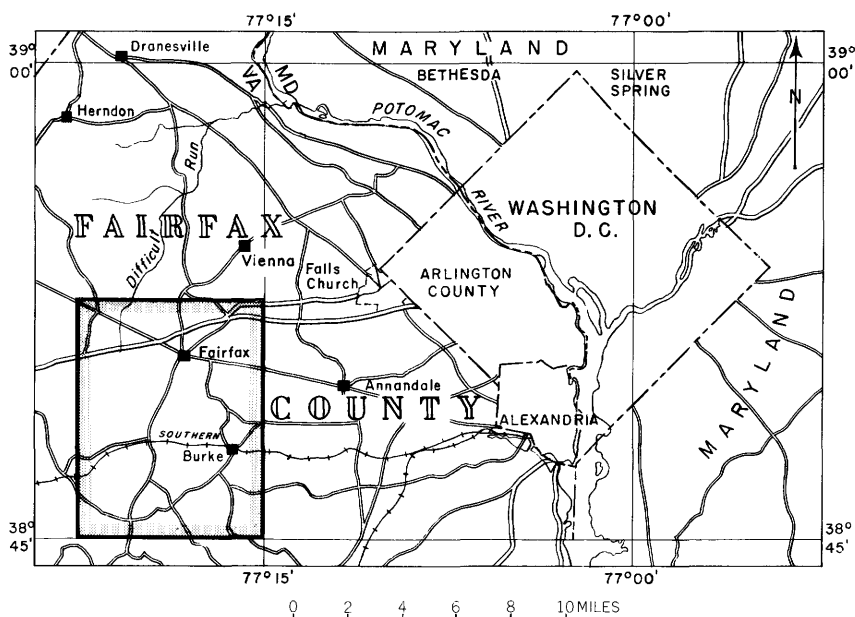 77° 15'
77° 00'
39° 00'
39° 00'
MARYLAND
Dranesville
BETHESDA
SILVER SPRING
VA
MD
N
Herndon
POTOMAC
RIVER
Run
Difficult
FAIRFAX
WASHINGTON D. C.
Vienna
Falls Church
ARLINGTON COUNTY
MARYLAND
Fairfax
Annandale
COUNTY
ALEXANDRIA
SOUTHERN
Burke
38° 45'
38° 45'
77° 15'
77° 00'
0 2 4 6 8 10 MILES